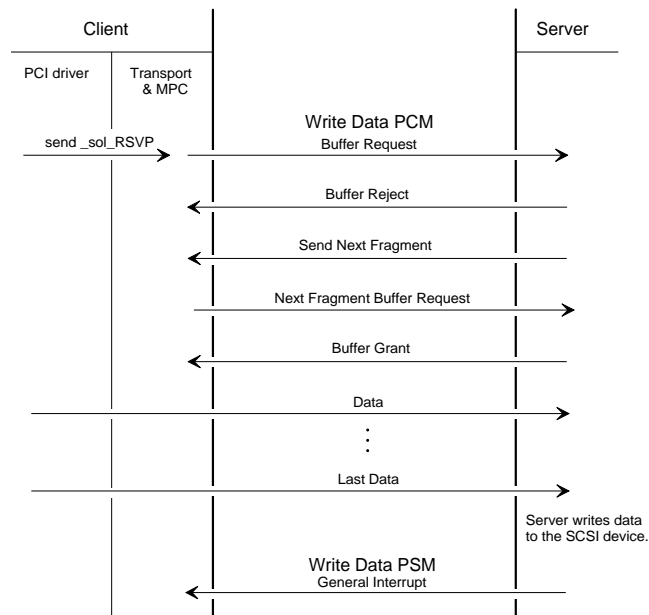 Client
Server
PCI driver
Transport
& MPC
Write Data PCM
send _sol_RSVP
Buffer Request
Buffer Reject
Send Next Fragment
Next Fragment Buffer Request
Buffer Grant
Data
Last Data
Server writes data
to the SCSI device.
Write Data PSM
General Interrupt